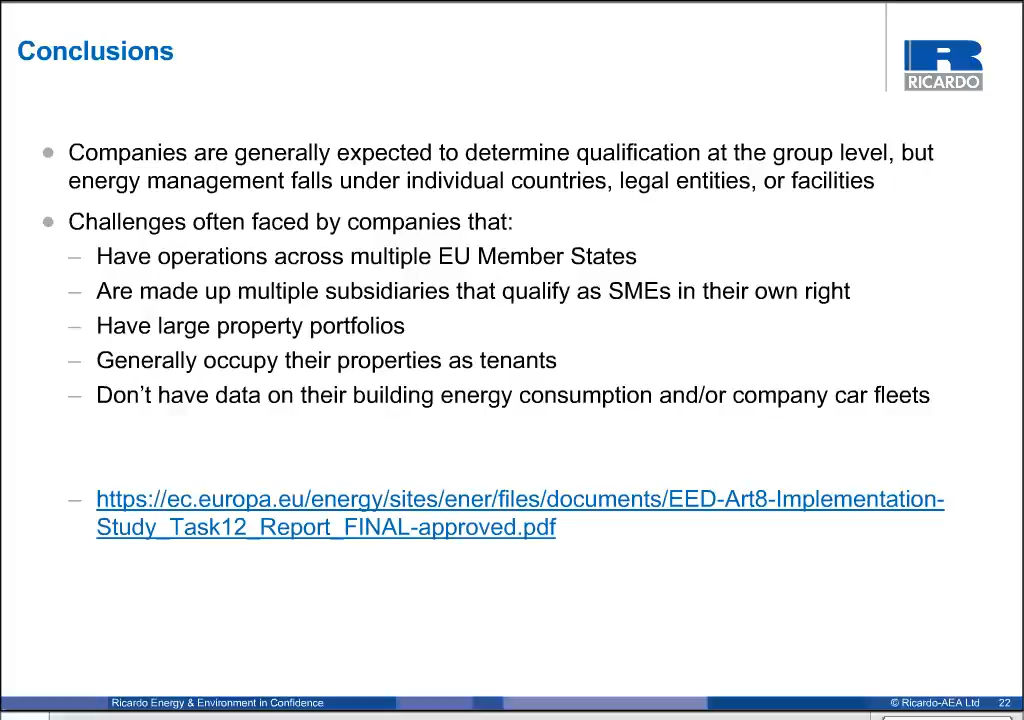 Conclusions
RICARDO
Companies are generally expected to determine qualification at the group level, but
energy management falls under individual countries, legal entities, or facilities
Challenges often faced by companies that:
– Have operations across multiple EU Member States
– Are made up multiple subsidiaries that qualify as SMEs in their own right
– Have large property portfolios
– Generally occupy their properties as tenants
– Don’t have data on their building energy consumption and/or company car fleets
– https://ec.europa.eu/energy/sites/ener/files/documents/EED-Art8-Implementation-
Study_Task12_Report_FINAL-approved.pdf
Ricardo Energy & Environment in Confidence
© Ricardo-AEA Ltd 22